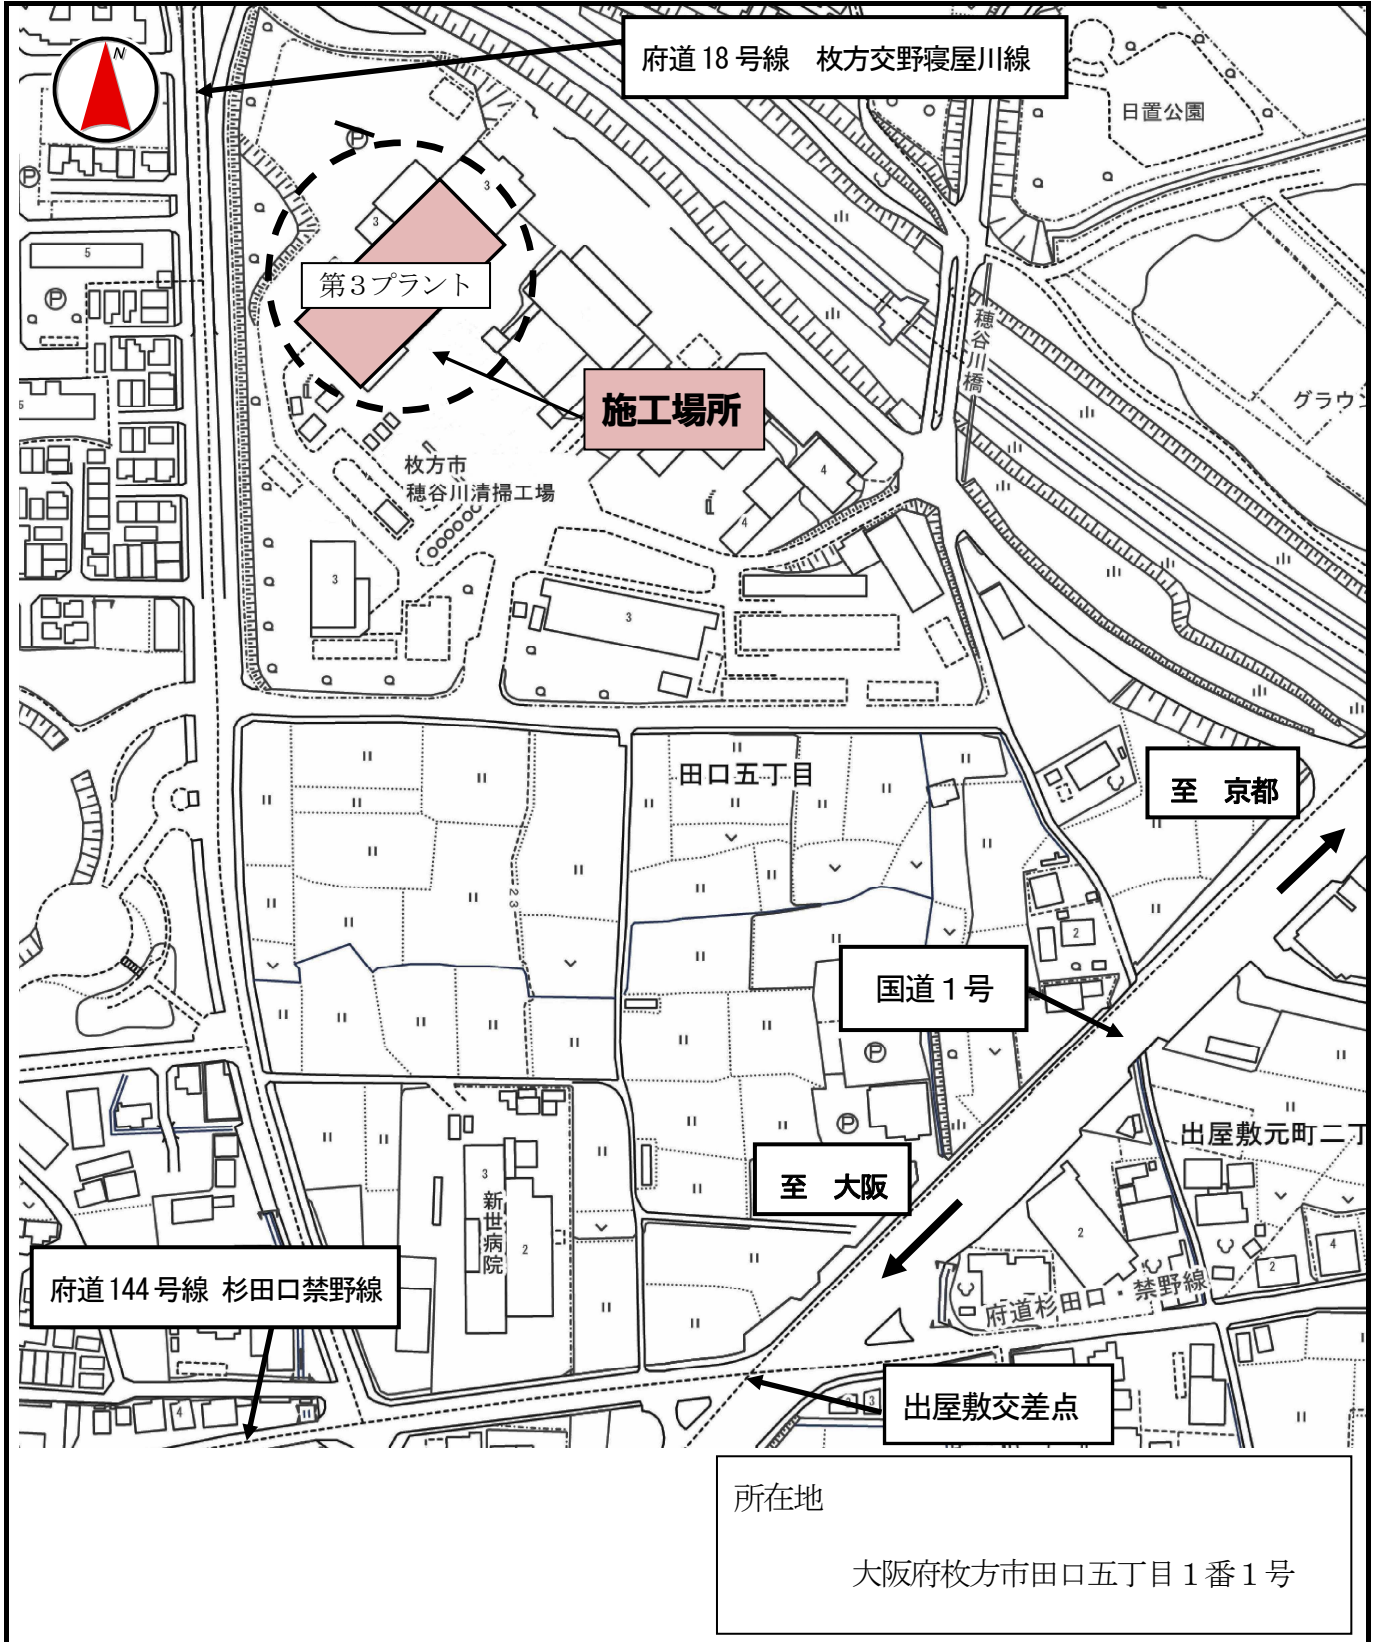 府道18号線　枚方交野寝屋川線
N
日置公園
第3プラント
穂谷川橋
グラウン
施工場所
枚方市
穂谷川清掃工場
田口五丁目
至　京都
23
国道1号
出屋敷元町二丁
至　大阪
新世病院
府道144号線 杉田口禁野線
府道杉田口・禁野線
出屋敷交差点
所在地
大阪府枚方市田口五丁目1番1号